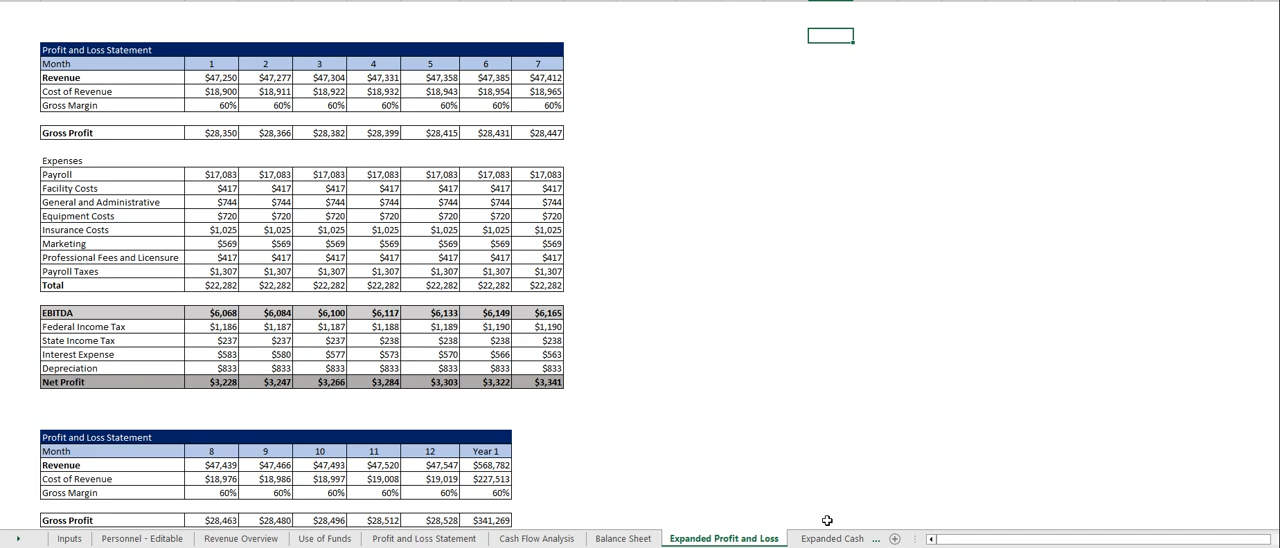 Profit and Loss Statement
Month 1 2 3 4 5 6 7
Revenue $47,250 $47,277 $47,304 $47,331 $47,358 $47,385 $47,412
Cost of Revenue $18,900 $18,911 $18,922 $18,932 $18,943 $18,954 $18,965
Gross Margin 60% 60% 60% 60% 60% 60% 60%
Gross Profit $28,350 $28,366 $28,382 $28,399 $28,415 $28,431 $28,447
Expenses
Payroll $17,083 $17,083 $17,083 $17,083 $17,083 $17,083 $17,083
Facility Costs $417 $417 $417 $417 $417 $417 $417
General and Administrative $744 $744 $744 $744 $744 $744 $744
Equipment Costs $720 $720 $720 $720 $720 $720 $720
Insurance Costs $1,025 $1,025 $1,025 $1,025 $1,025 $1,025 $1,025
Marketing $569 $569 $569 $569 $569 $569 $569
Professional Fees and Licensure $417 $417 $417 $417 $417 $417 $417
Payroll Taxes $1,307 $1,307 $1,307 $1,307 $1,307 $1,307 $1,307
Total $22,282 $22,282 $22,282 $22,282 $22,282 $22,282 $22,282
EBITDA $6,068 $6,084 $6,100 $6,117 $6,133 $6,149 $6,165
Federal Income Tax $1,186 $1,187 $1,187 $1,188 $1,189 $1,190 $1,190
State Income Tax $237 $237 $237 $238 $238 $238 $238
Interest Expense $583 $580 $577 $573 $570 $566 $563
Depreciation $833 $833 $833 $833 $833 $833 $833
Net Profit $3,228 $3,247 $3,266 $3,284 $3,303 $3,322 $3,341
Profit and Loss Statement
Month 8 9 10 11 12 Year 1
Revenue $47,439 $47,466 $47,493 $47,520 $47,547 $568,782
Cost of Revenue $18,976 $18,986 $18,997 $19,008 $19,019 $227,513
Gross Margin 60% 60% 60% 60% 60% 60%
Gross Profit $28,463 $28,480 $28,496 $28,512 $28,528 $341,269
Inputs Personnel - Editable Revenue Overview Use of Funds Profit and Loss Statement Cash Flow Analysis Balance Sheet Expanded Profit and Loss Expanded Cash ...